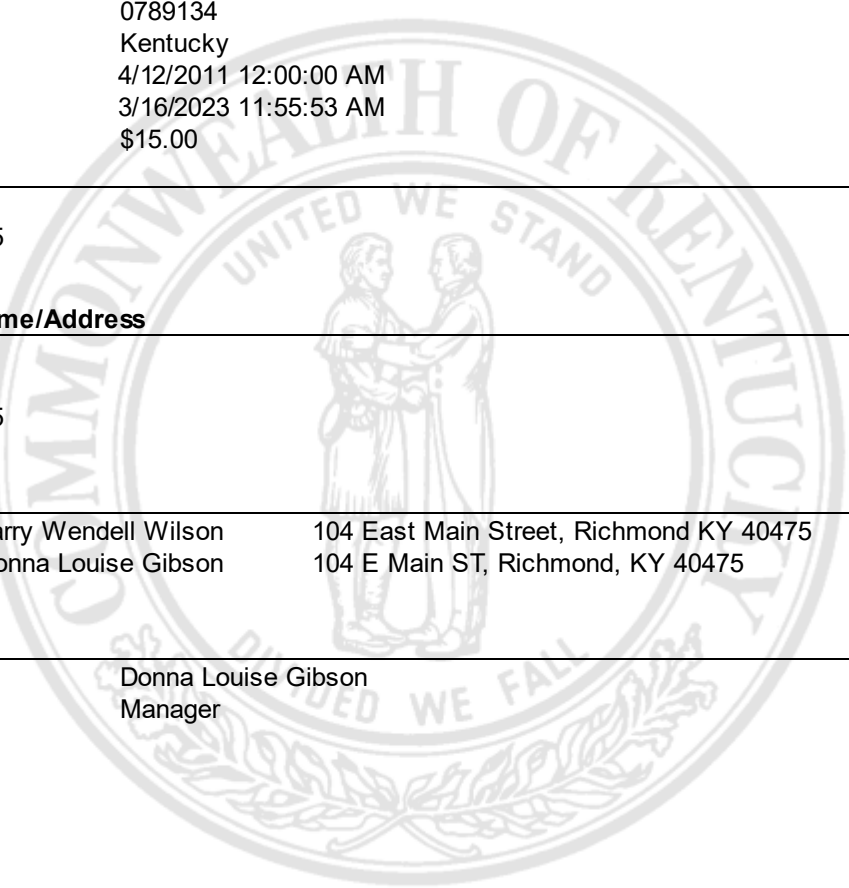 0789134
Kentucky
4/12/2011 12:00:00 AM
3/16/2023 11:55:53 AM
$15.00
5
me/Address
5
arry Wendell Wilson 104 East Main Street, Richmond KY 40475
onna Louise Gibson 104 E Main ST, Richmond, KY 40475
Donna Louise Gibson
Manager
COMMONWEALTH OF KENTUCKY
UNITED WE STAND
DIVIDED WE FALL